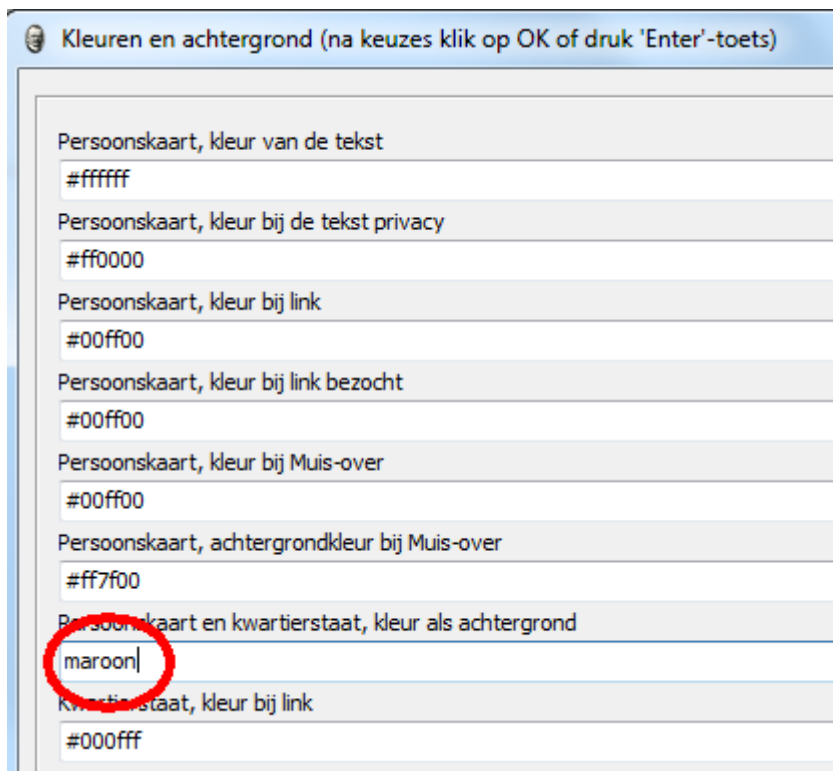 Kleuren en achtergrond (na keuzes klik op OK of druk 'Enter'-toets)
Persoonskaart, kleur van de tekst
#ffffff
Persoonskaart, kleur bij de tekst privacy
#ff0000
Persoonskaart, kleur bij link
#00ff00
Persoonskaart, kleur bij link bezocht
#00ff00
Persoonskaart, kleur bij Muis-over
#00ff00
Persoonskaart, achtergrondkleur bij Muis-over
#ff7f00
Persoonskaart en kwartierstaat, kleur als achtergrond
maroon
Kwartierstaat, kleur bij link
#000fff